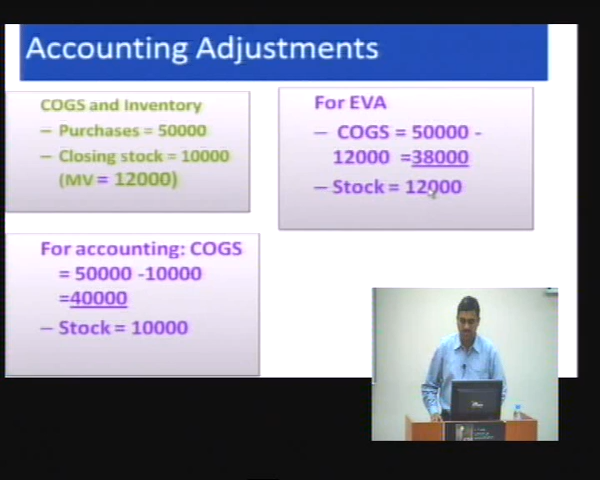 Accounting Adjustments
COGS and Inventory
– Purchases = 50000
– Closing stock = 10000
(MV = 12000)
For EVA
– COGS = 50000 -
12000 =38000
– Stock = 12000
For accounting: COGS
= 50000 -10000
=40000
– Stock = 10000